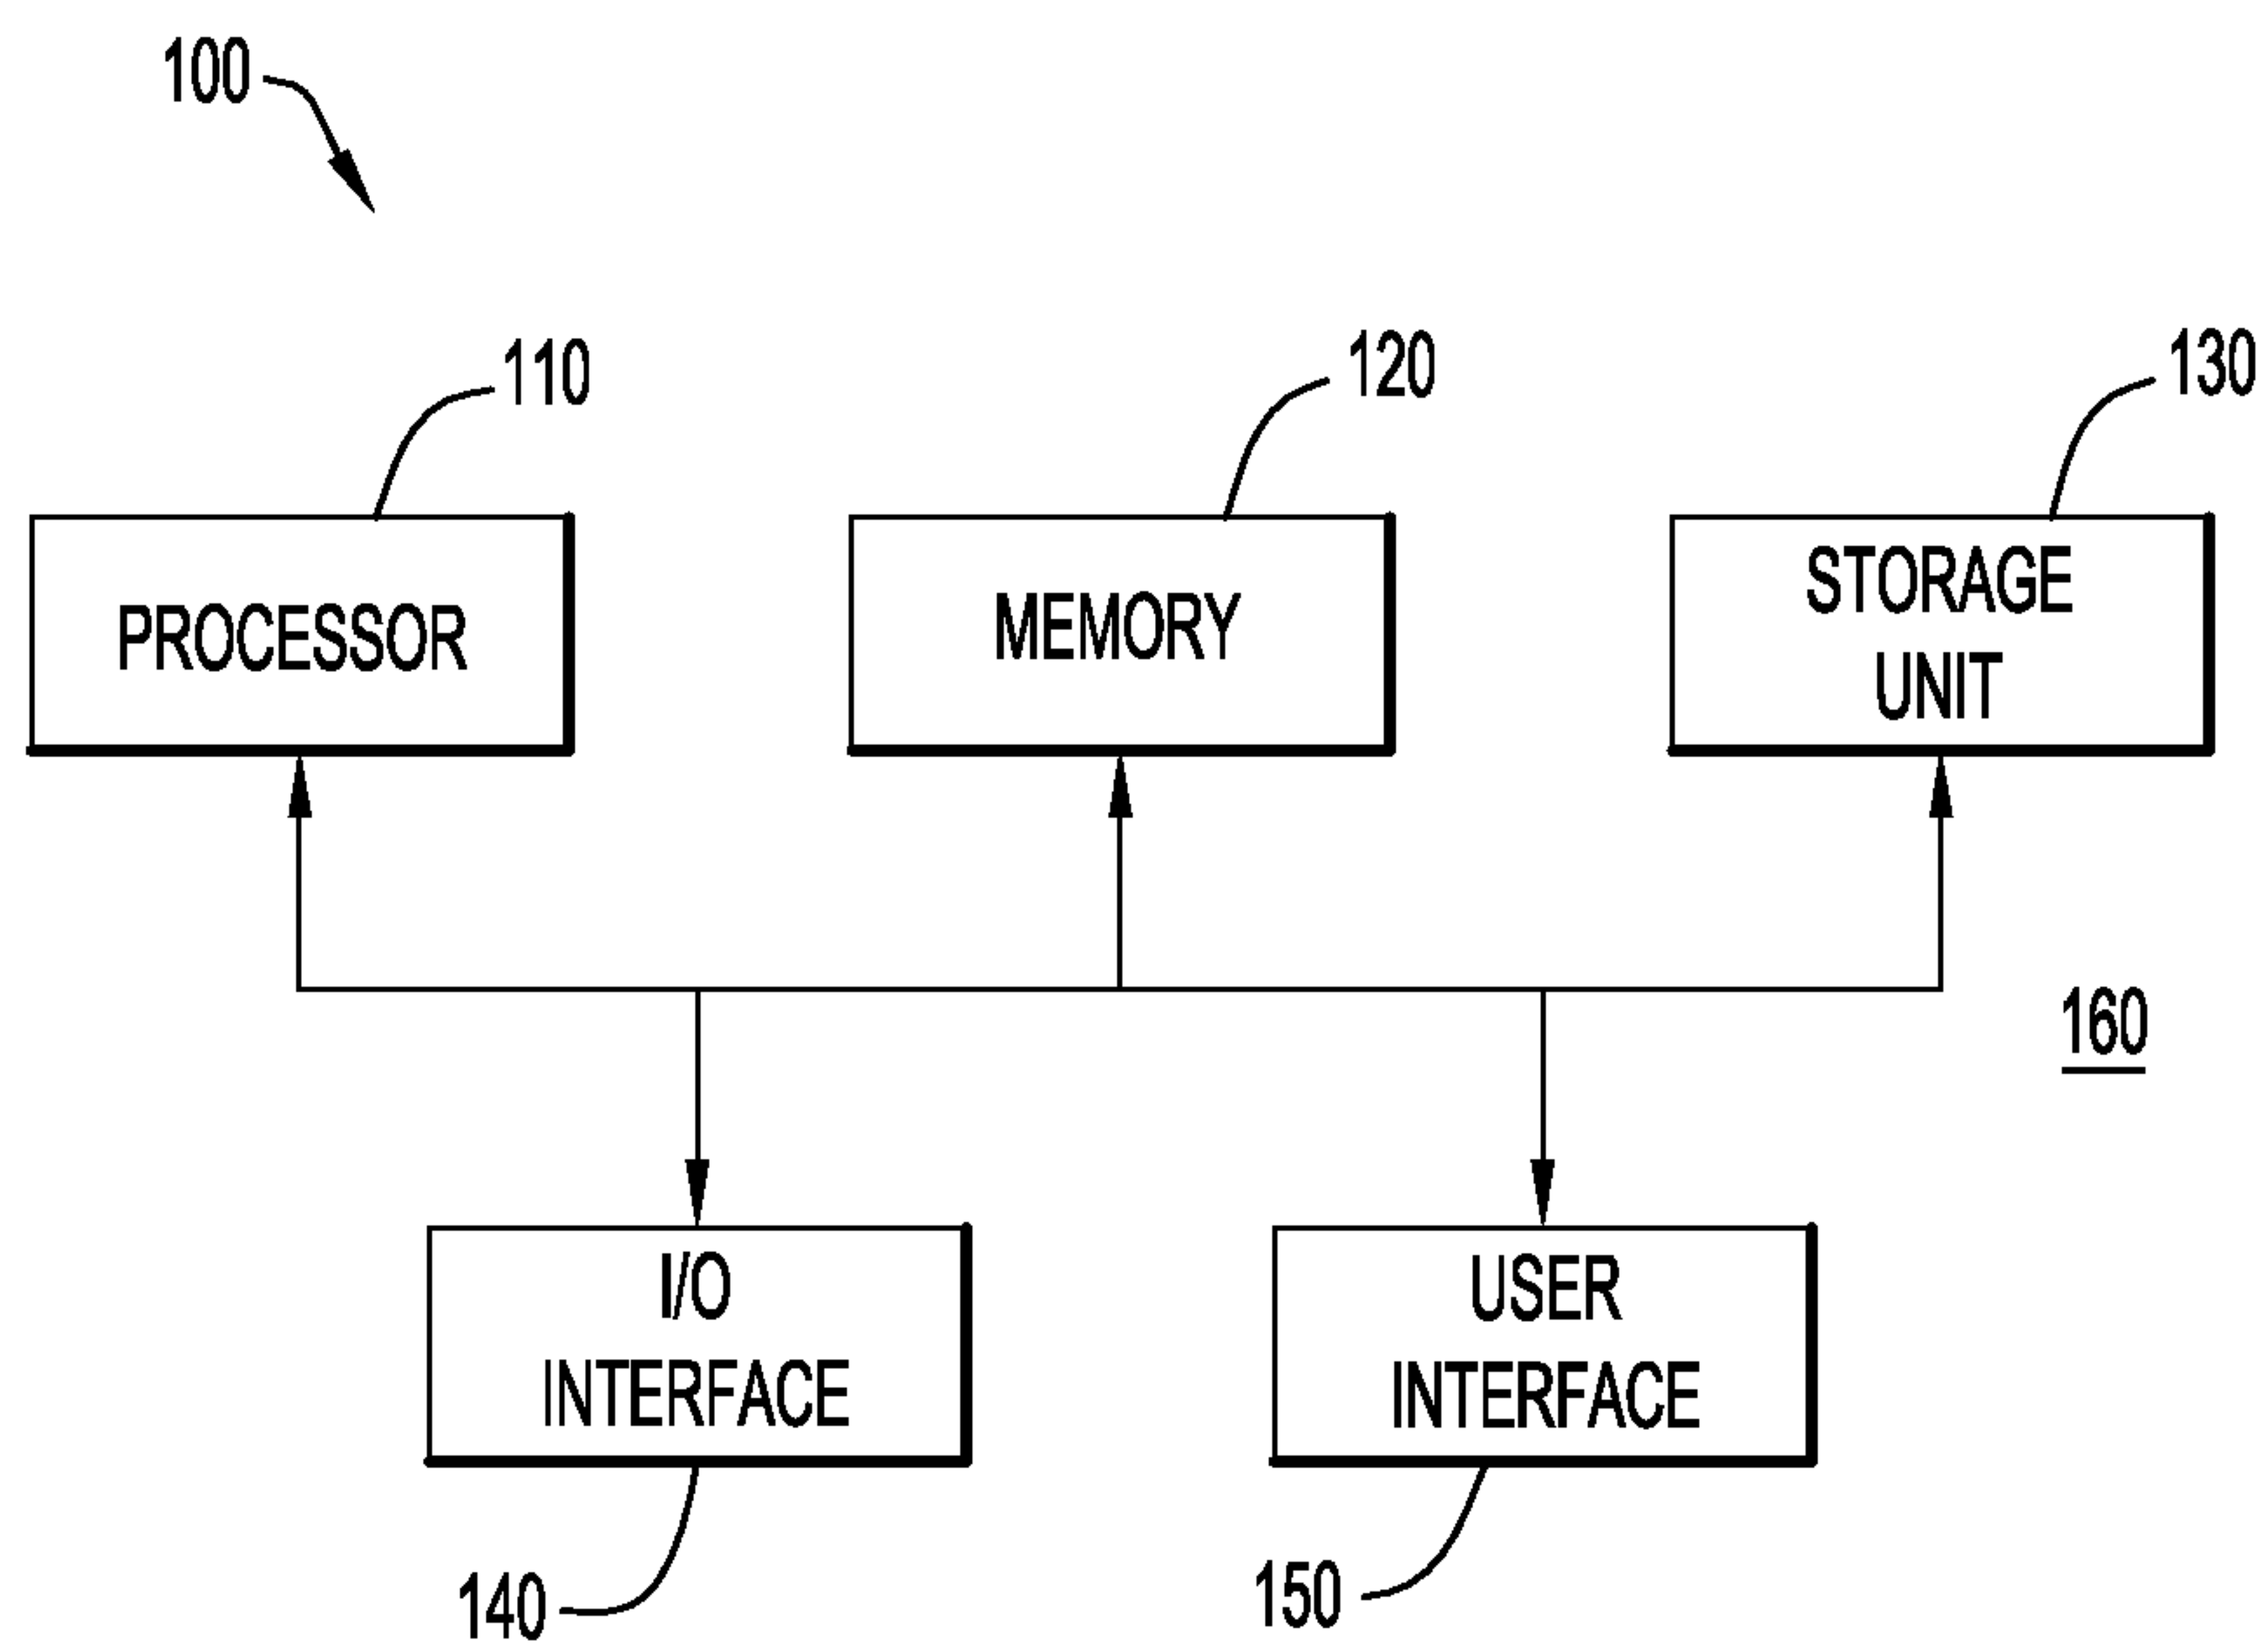 100
110
120
130
PROCESSOR
MEMORY
STORAGE
UNIT
160
I/O
INTERFACE
USER
INTERFACE
140
150